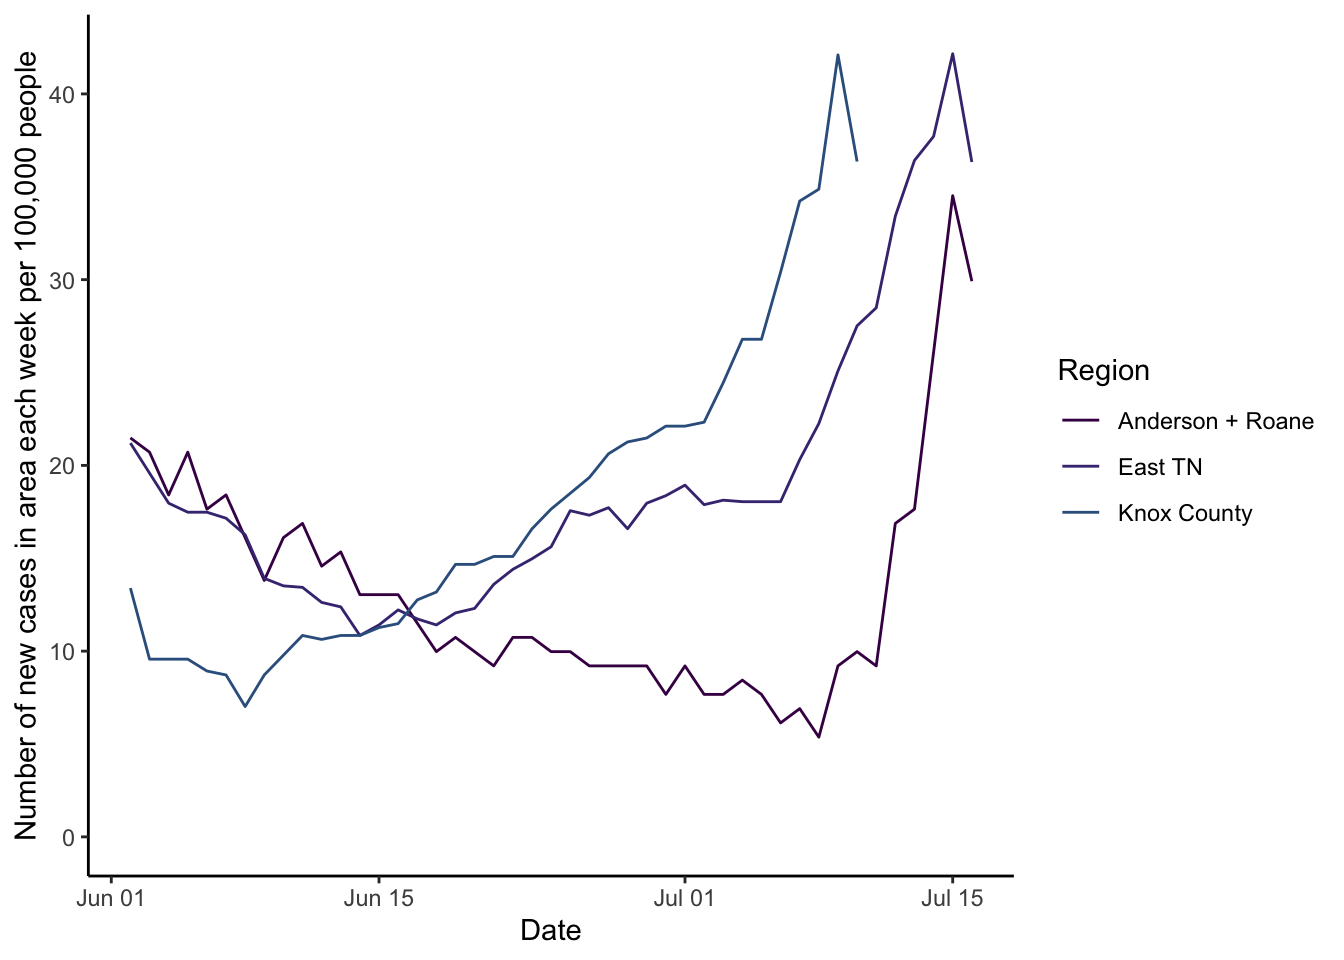 Number of new cases in area each week per 100,000 people
40
30
20
10
0
Jun 01
Jun 15
Jul 01
Jul 15
Date
Region
Anderson + Roane
East TN
Knox County